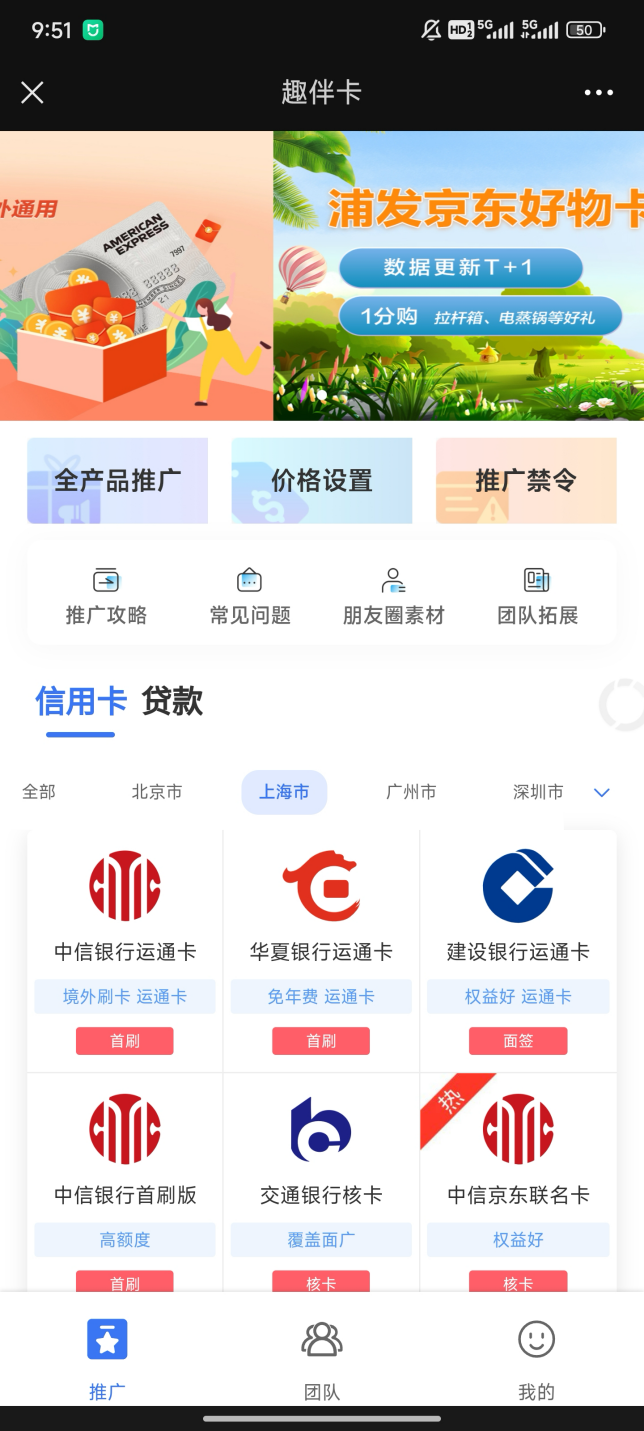 9:51
HD 1 2 5G 5G 50
趣伴卡
外通用
AMERICAN
EXPRESS
7997
浦发京东好物卡
数据更新T+1
1分购 拉杆箱、电蒸锅等好礼
全产品推广 价格设置 推广禁令
推广攻略 常见问题 朋友圈素材 团队拓展
信用卡 贷款
全部 北京市 上海市 广州市 深圳市
中信银行运通卡 华夏银行运通卡 建设银行运通卡
境外刷卡 运通卡 免年费 运通卡 权益好 运通卡
首刷 首刷 面签
热
中信银行首刷版 交通银行核卡 中信京东联名卡
高额度 覆盖面广 权益好
首刷 核卡 核卡
推广 团队 我的